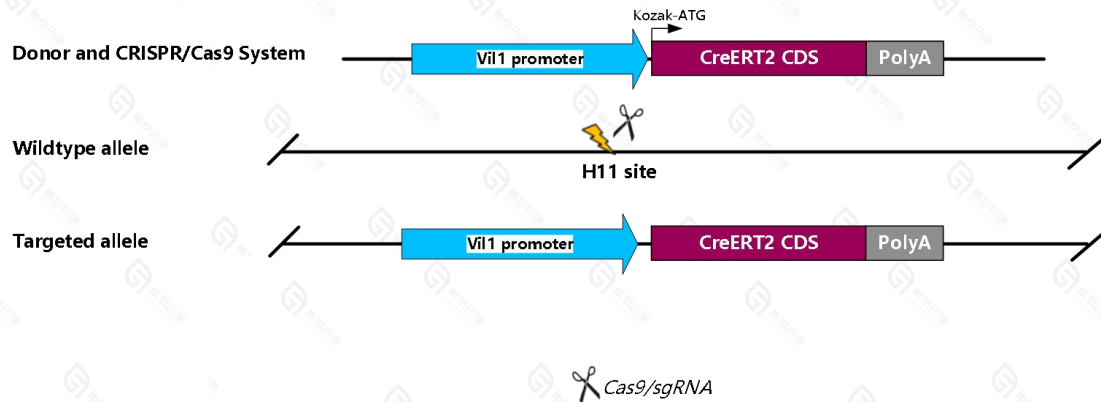 Kozak-ATG
Donor and CRISPR/Cas9 System
Vil1 promoter
CreERT2 CDS
PolyA
Wildtype allele
H11 site
Targeted allele
Vil1 promoter
CreERT2 CDS
PolyA
Cas9/sgRNA